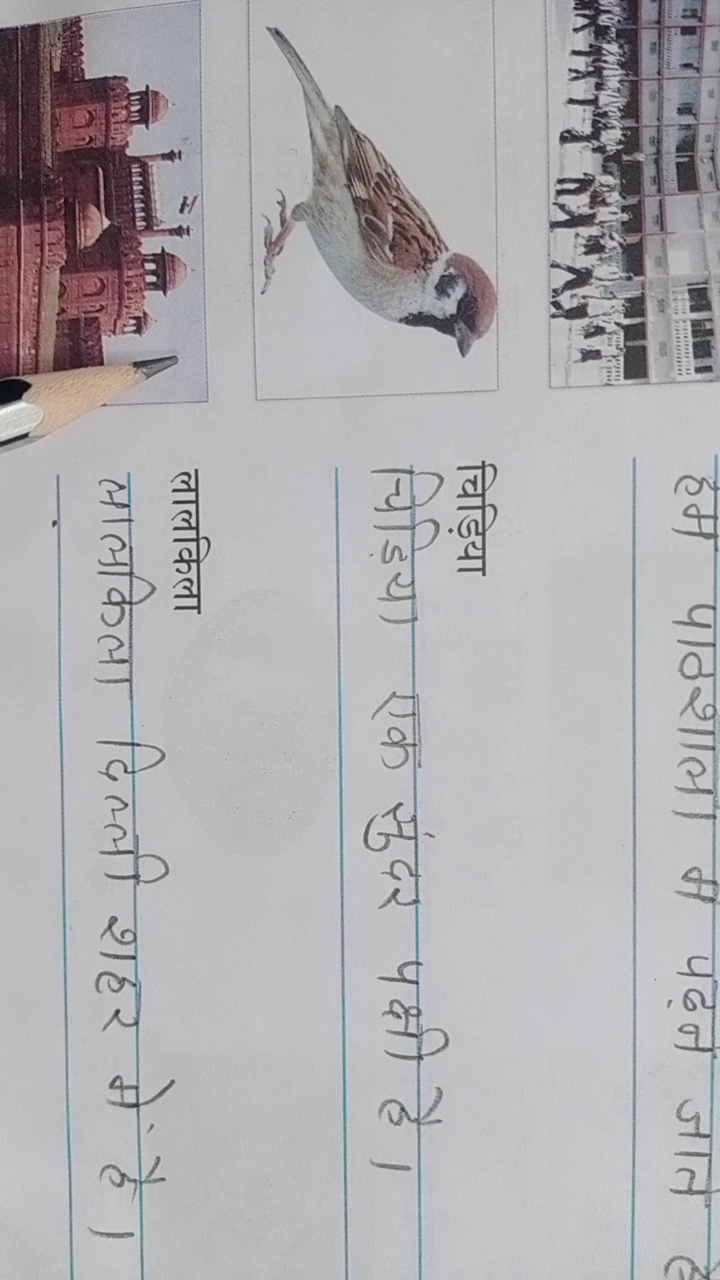 हम पाठशाला में पढ़ने जाते
चिड़िया
चिड़िया एक सुंदर पक्षी है।
लालकिला
लालकिला दिल्ली शहर में है।